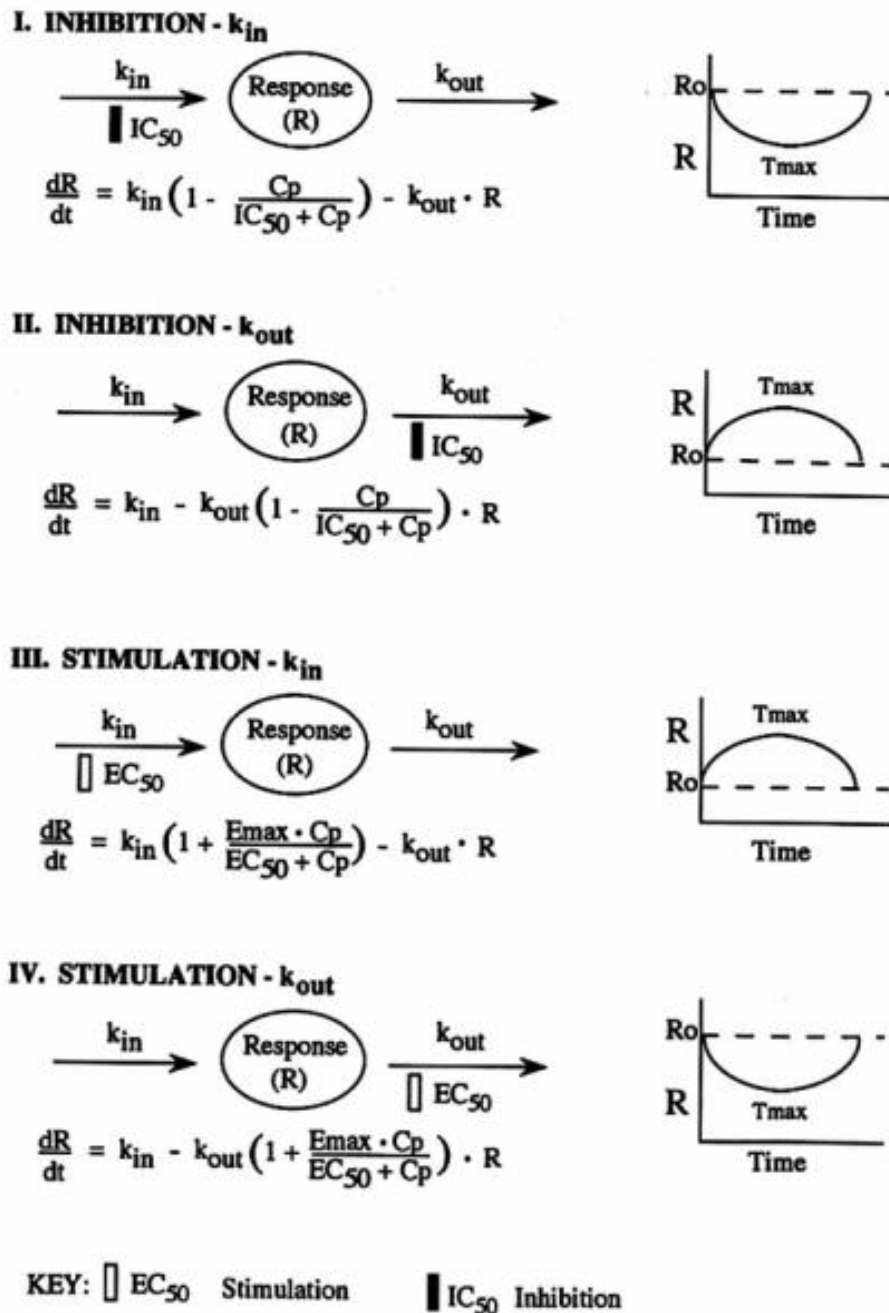 I. INHIBITION - kin
kin
Response
(R)
kout
IC50
dR/dt = kin (1 - Cp/(IC50 + Cp)) - kout · R
Ro
R
Tmax
Time
II. INHIBITION - kout
kin
Response
(R)
kout
IC50
dR/dt = kin - kout (1 - Cp/(IC50 + Cp)) · R
R
Tmax
Ro
Time
III. STIMULATION - kin
kin
Response
(R)
kout
EC50
dR/dt = kin (1 + Emax · Cp/(EC50 + Cp)) - kout · R
R
Tmax
Ro
Time
IV. STIMULATION - kout
kin
Response
(R)
kout
EC50
dR/dt = kin - kout (1 + Emax · Cp/(EC50 + Cp)) · R
Ro
R
Tmax
Time
KEY: EC50 Stimulation IC50 Inhibition